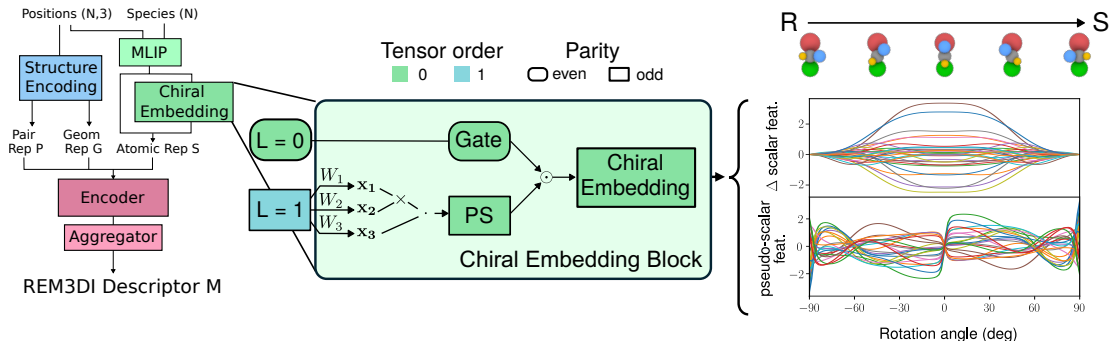 Positions (N,3)
Species (N)
MLIP
Structure
Encoding
Chiral
Embedding
Pair
Rep P
Geom
Rep G
Atomic Rep S
Encoder
Aggregator
REM3DI Descriptor M
Tensor order
0
1
Parity
even
odd
L = 0
Gate
L = 1
W1
W2
W3
x1
x2
x3
×
·
PS
⊙
Chiral
Embedding
Chiral Embedding Block
R
S
Δ scalar feat.
2
0
−2
pseudo-scalar
feat.
2
0
−2
−90
−60
−30
0
30
60
90
Rotation angle (deg)